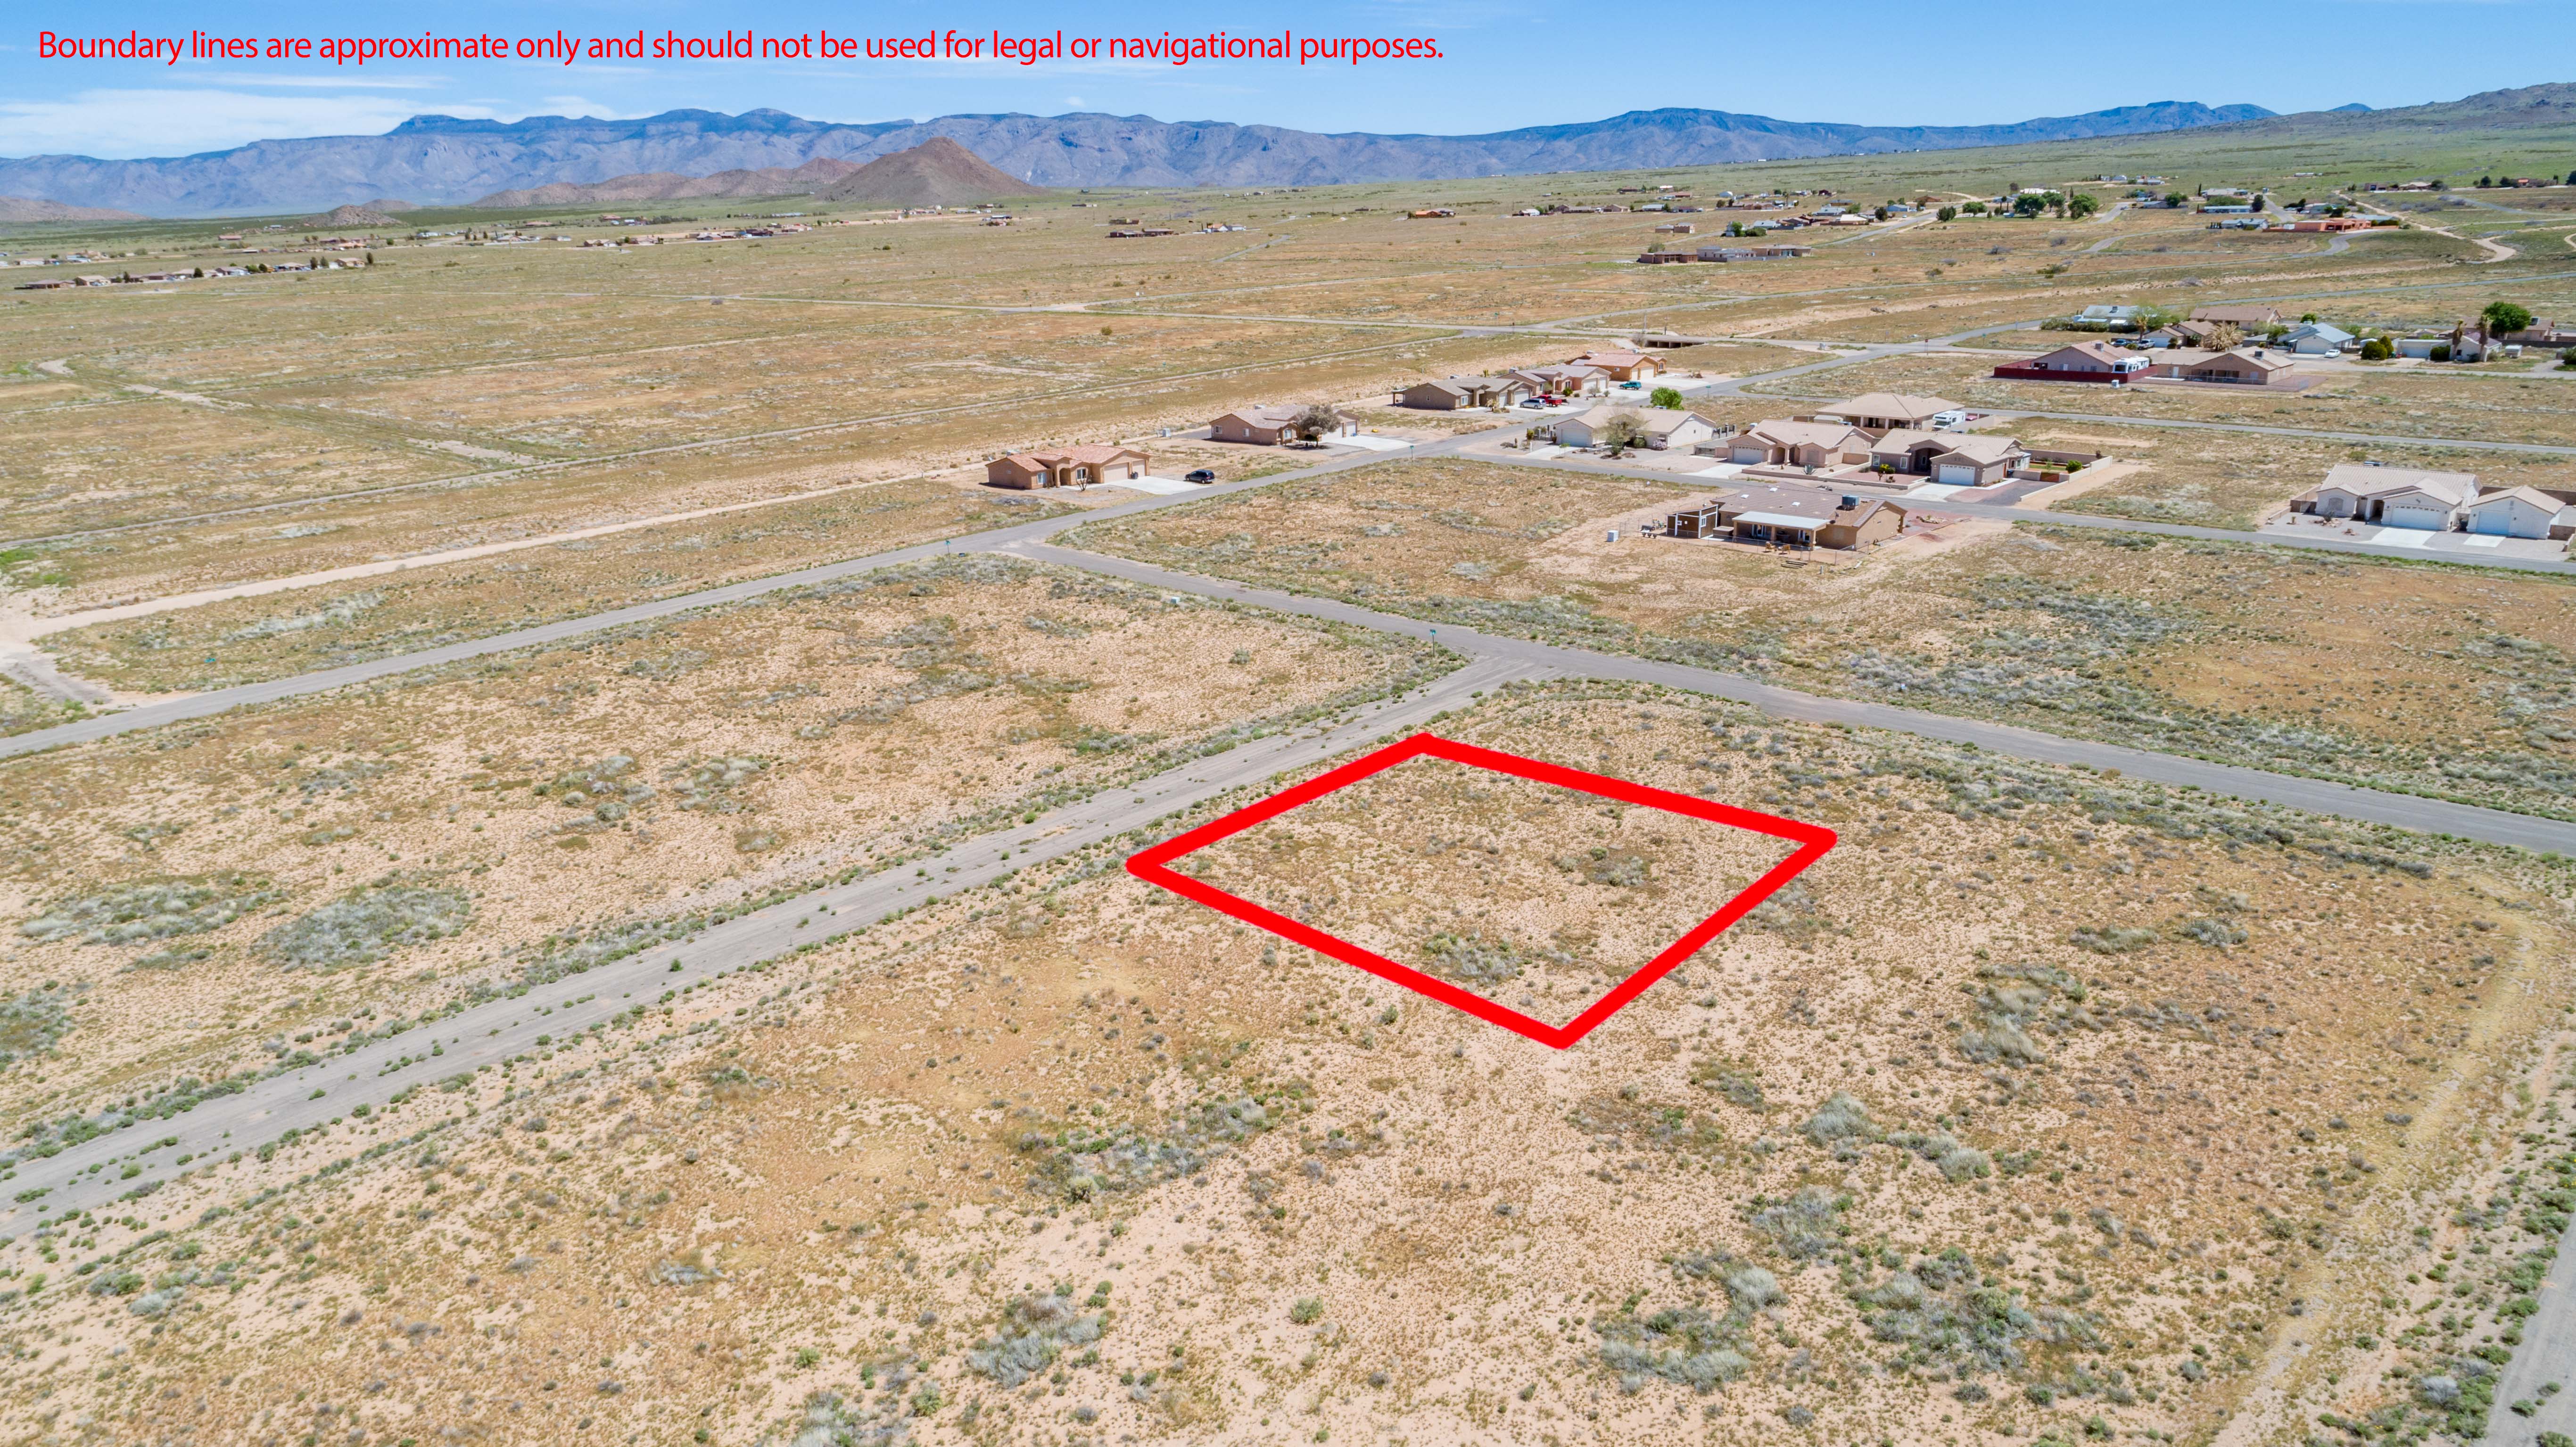 Boundary lines are approximate only and should not be used for legal or navigational purposes.